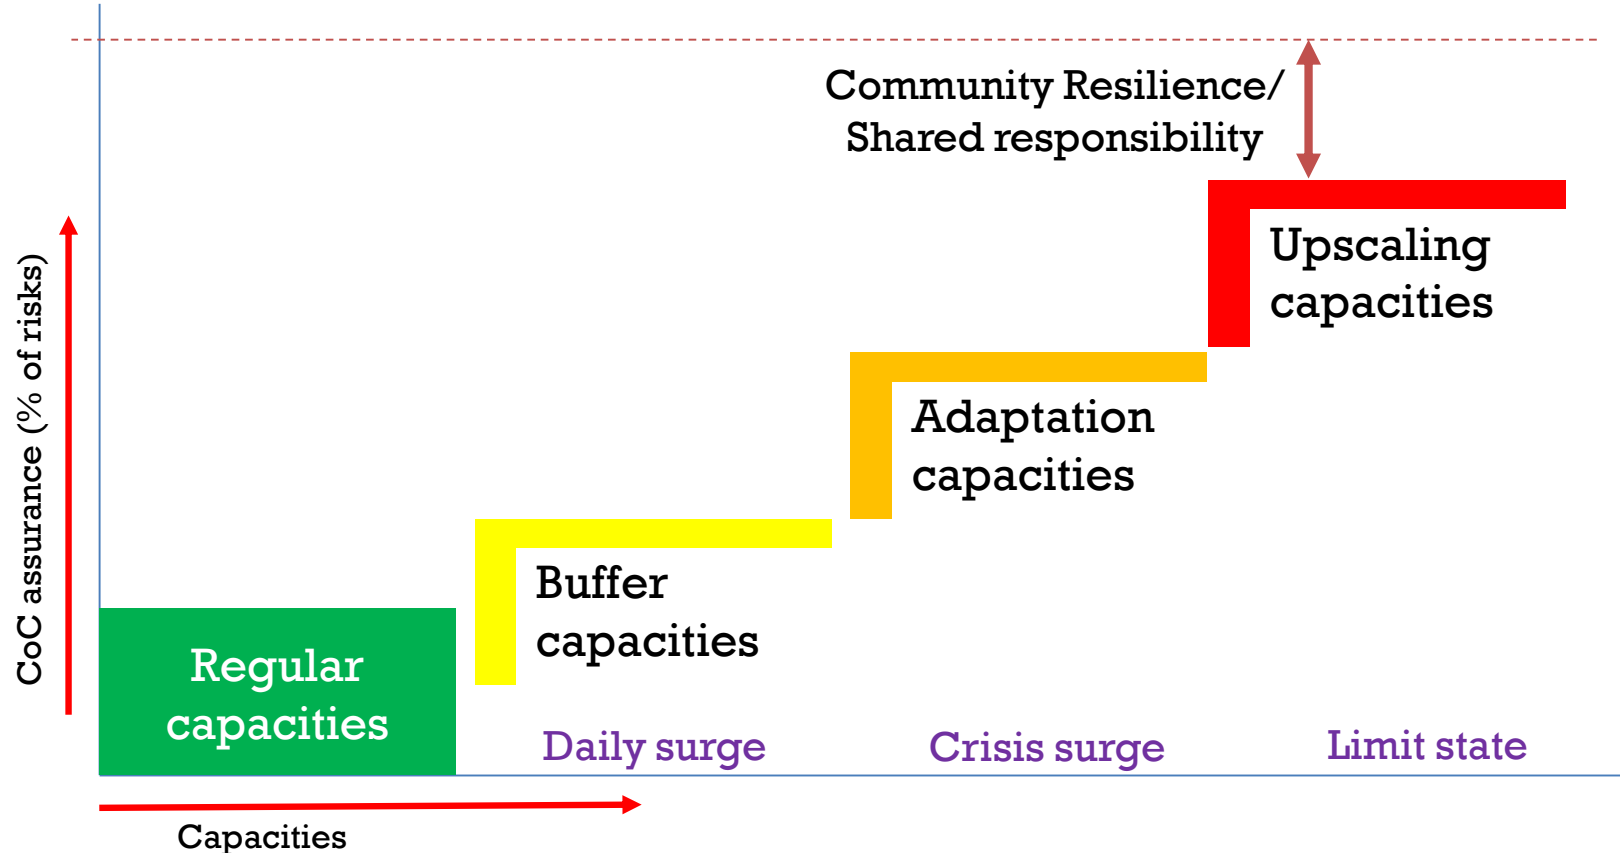 Community Resilience/
Shared responsibility
Upscaling
capacities
Adaptation
capacities
Buffer
capacities
Regular
capacities
Daily surge
Crisis surge
Limit state
CoC assurance (% of risks)
Capacities